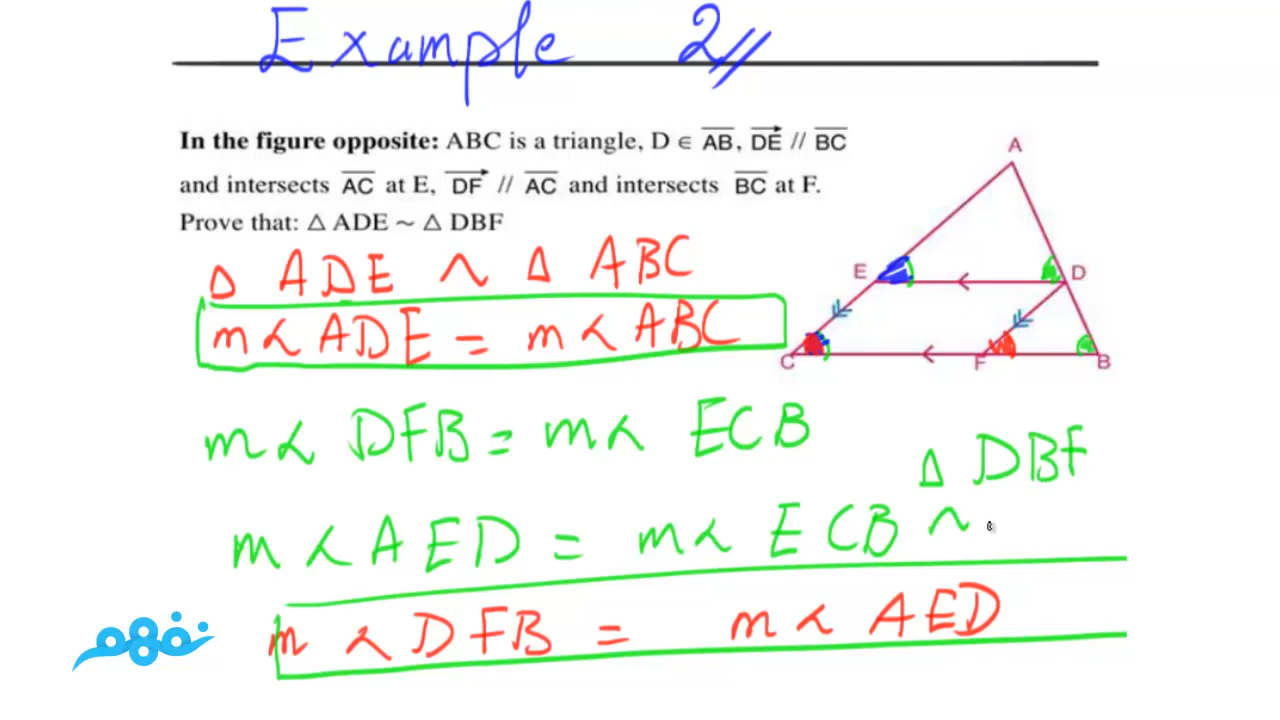 Example 2
In the figure opposite: ABC is a triangle, D ∈ AB, DE // BC
and intersects AC at E, DF // AC and intersects BC at F.
Prove that: △ ADE ~ △ DBF
△ ADE ~ △ ABC
m∢ ADE = m∢ ABC
m∢ DFB = m∢ ECB
△ DBF
m∢ AED = m∢ ECB ~
m∢ DFB = m∢ AED
A
E
D
C
F
B
نفهم